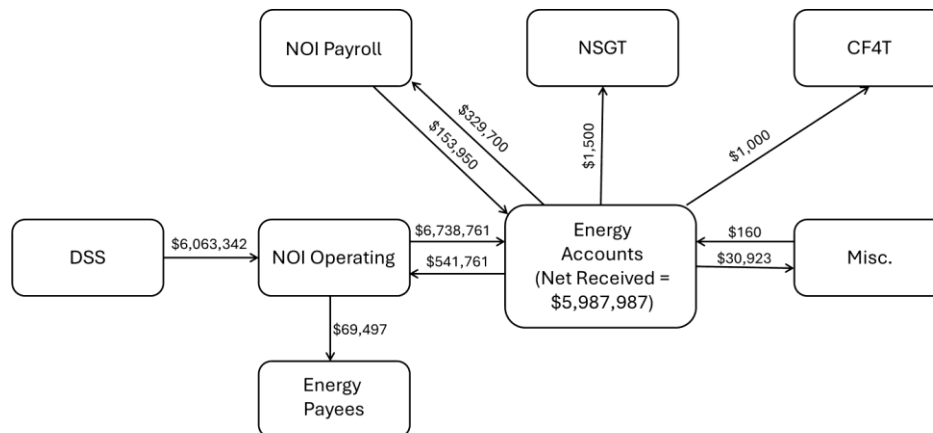 NOI Payroll
NSGT
CF4T
$329,700
$153,950
$1,500
$1,000
DSS
$6,063,342
NOI Operating
$6,738,761
$541,761
Energy
Accounts
(Net Received =
$5,987,987)
$160
$30,923
Misc.
$69,497
Energy
Payees